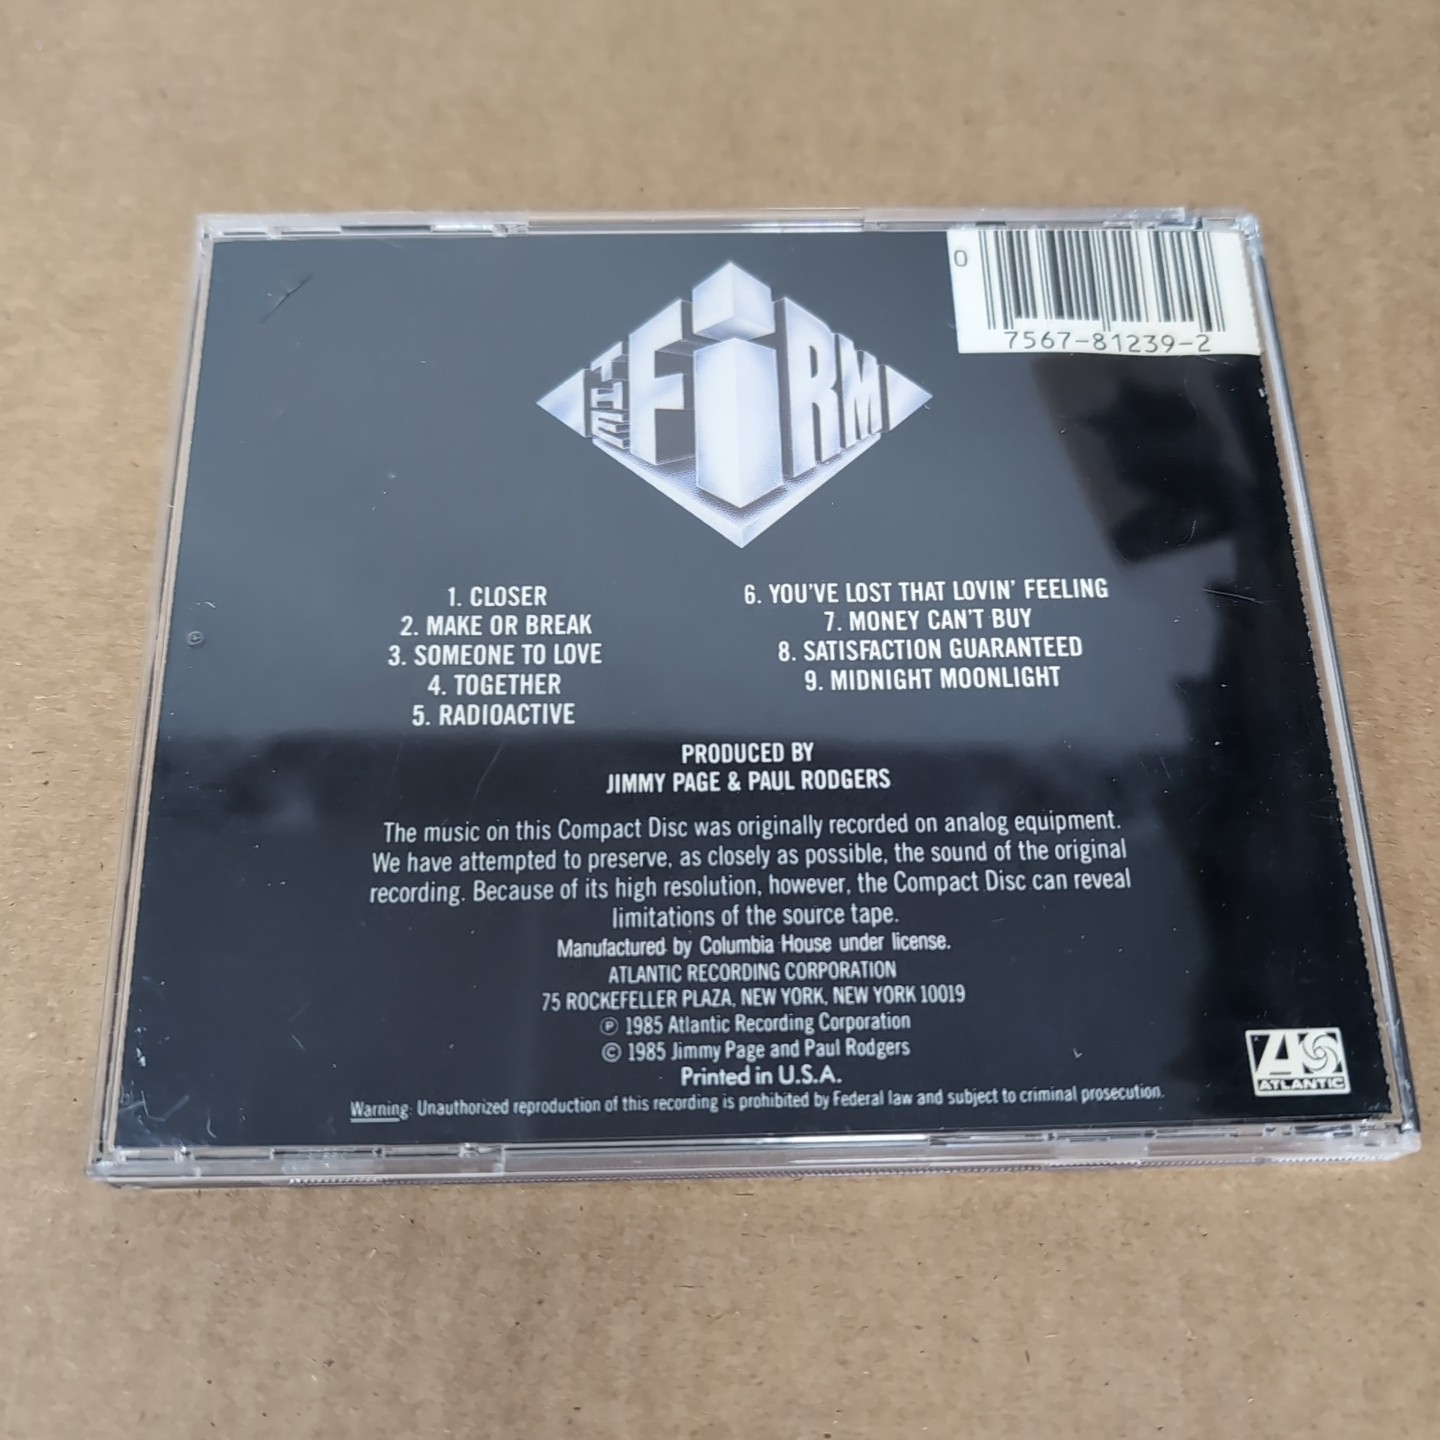 THE FIRM
0
7567-81239-2
1. CLOSER
2. MAKE OR BREAK
3. SOMEONE TO LOVE
4. TOGETHER
5. RADIOACTIVE
6. YOU'VE LOST THAT LOVIN' FEELING
7. MONEY CAN'T BUY
8. SATISFACTION GUARANTEED
9. MIDNIGHT MOONLIGHT
PRODUCED BY
JIMMY PAGE & PAUL RODGERS
The music on this Compact Disc was originally recorded on analog equipment.
We have attempted to preserve, as closely as possible, the sound of the original
recording. Because of its high resolution, however, the Compact Disc can reveal
limitations of the source tape.
Manufactured by Columbia House under license.
ATLANTIC RECORDING CORPORATION
75 ROCKEFELLER PLAZA, NEW YORK, NEW YORK 10019
℗ 1985 Atlantic Recording Corporation
© 1985 Jimmy Page and Paul Rodgers
Printed in U.S.A.
Warning: Unauthorized reproduction of this recording is prohibited by Federal law and subject to criminal prosecution.
ATLANTIC